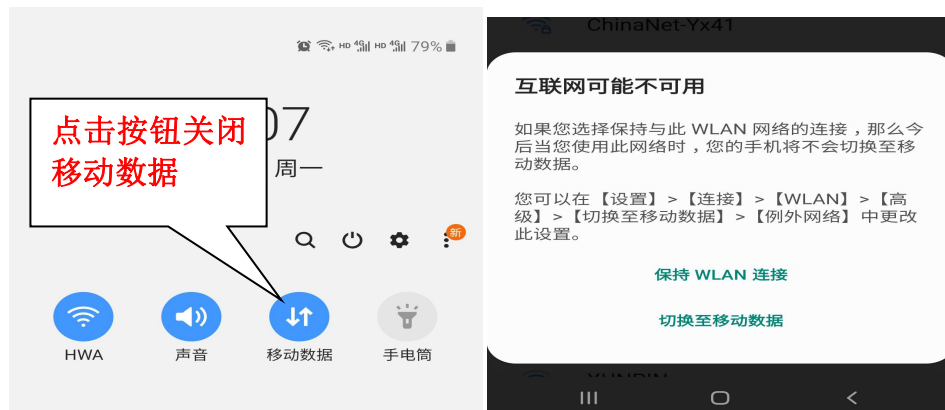 HD 4G HD 4G 79%
07
点击按钮关闭
移动数据
周一
新
HWA
声音
移动数据
手电筒
ChinaNet-Yx41
互联网可能不可用
如果您选择保持与此 WLAN 网络的连接，那么今
后当您使用此网络时，您的手机将不会切换至移
动数据。
您可以在【设置】>【连接】>【WLAN】>【高
级】>【切换至移动数据】>【例外网络】中更改
此设置。
保持 WLAN 连接
切换至移动数据